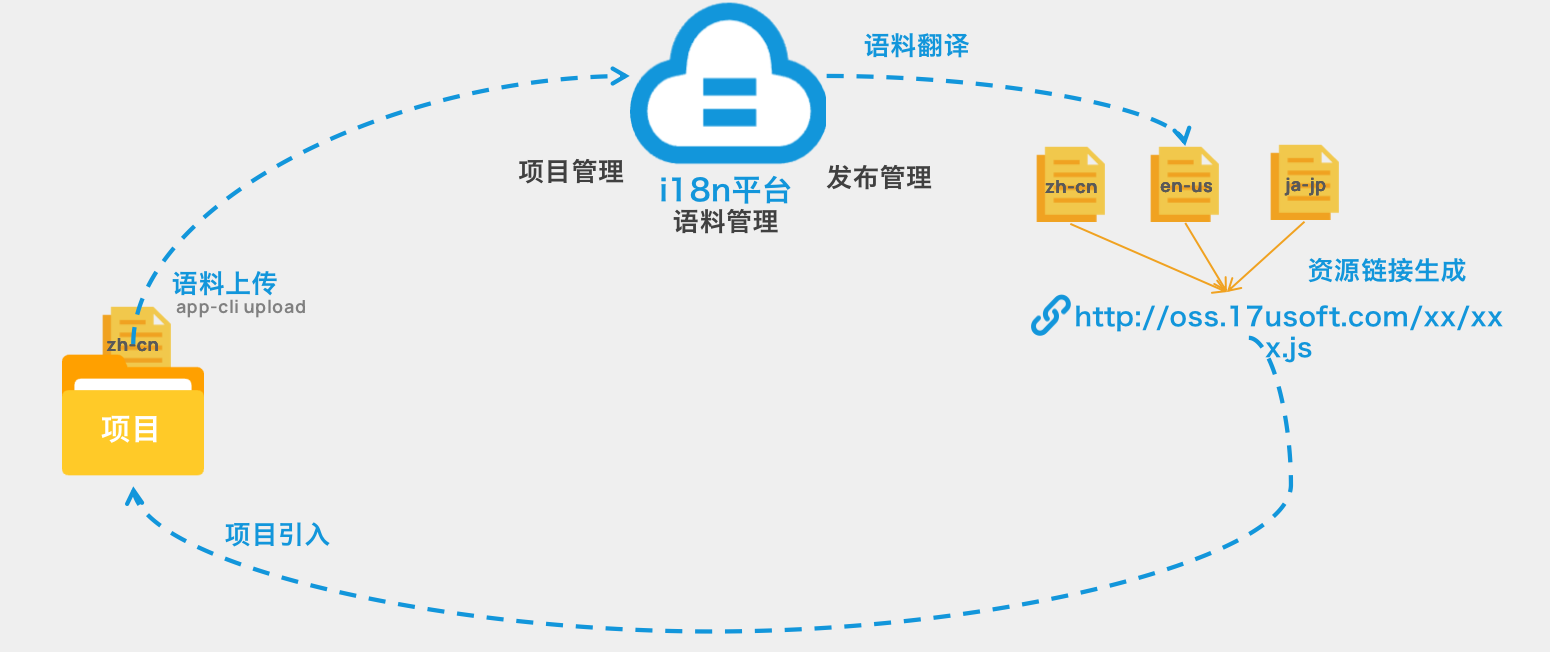 语料翻译
项目管理
i18n平台
发布管理
语料管理
zh-cn
en-us
ja-jp
语料上传
app-cli upload
zh-cn
项目
资源链接生成
http://oss.17usoft.com/xx/xx
x.js
项目引入